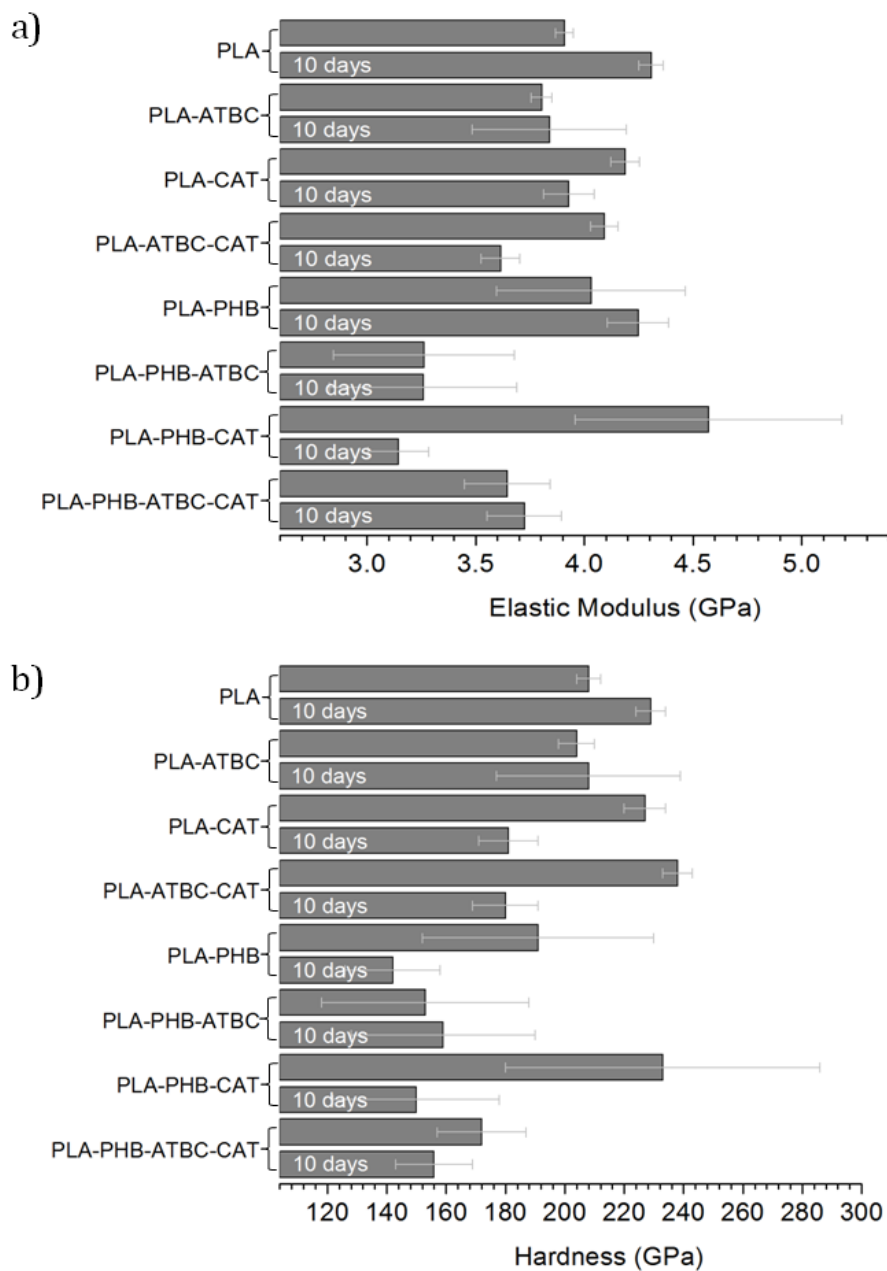 a)
PLA
10 days
PLA-ATBC
10 days
PLA-CAT
10 days
PLA-ATBC-CAT
10 days
PLA-PHB
10 days
PLA-PHB-ATBC
10 days
PLA-PHB-CAT
10 days
PLA-PHB-ATBC-CAT
10 days
3.0 3.5 4.0 4.5 5.0
Elastic Modulus (GPa)
b)
PLA
10 days
PLA-ATBC
10 days
PLA-CAT
10 days
PLA-ATBC-CAT
10 days
PLA-PHB
10 days
PLA-PHB-ATBC
10 days
PLA-PHB-CAT
10 days
PLA-PHB-ATBC-CAT
10 days
120 140 160 180 200 220 240 260 280 300
Hardness (GPa)